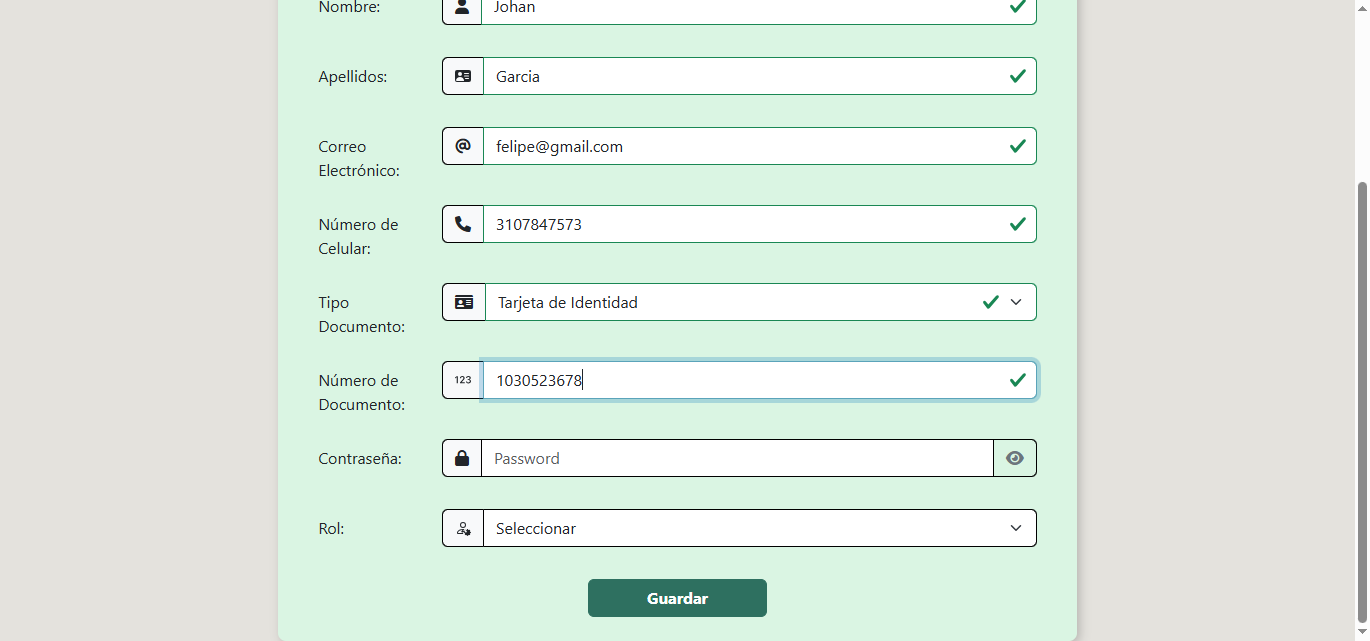 Nombre: Johan
Apellidos: Garcia
Correo felipe@gmail.com
Electrónico:
Número de 3107847573
Celular:
Tipo Tarjeta de Identidad
Documento:
Número de 123 1030523678
Documento:
Contraseña: Password
Rol: Seleccionar
Guardar